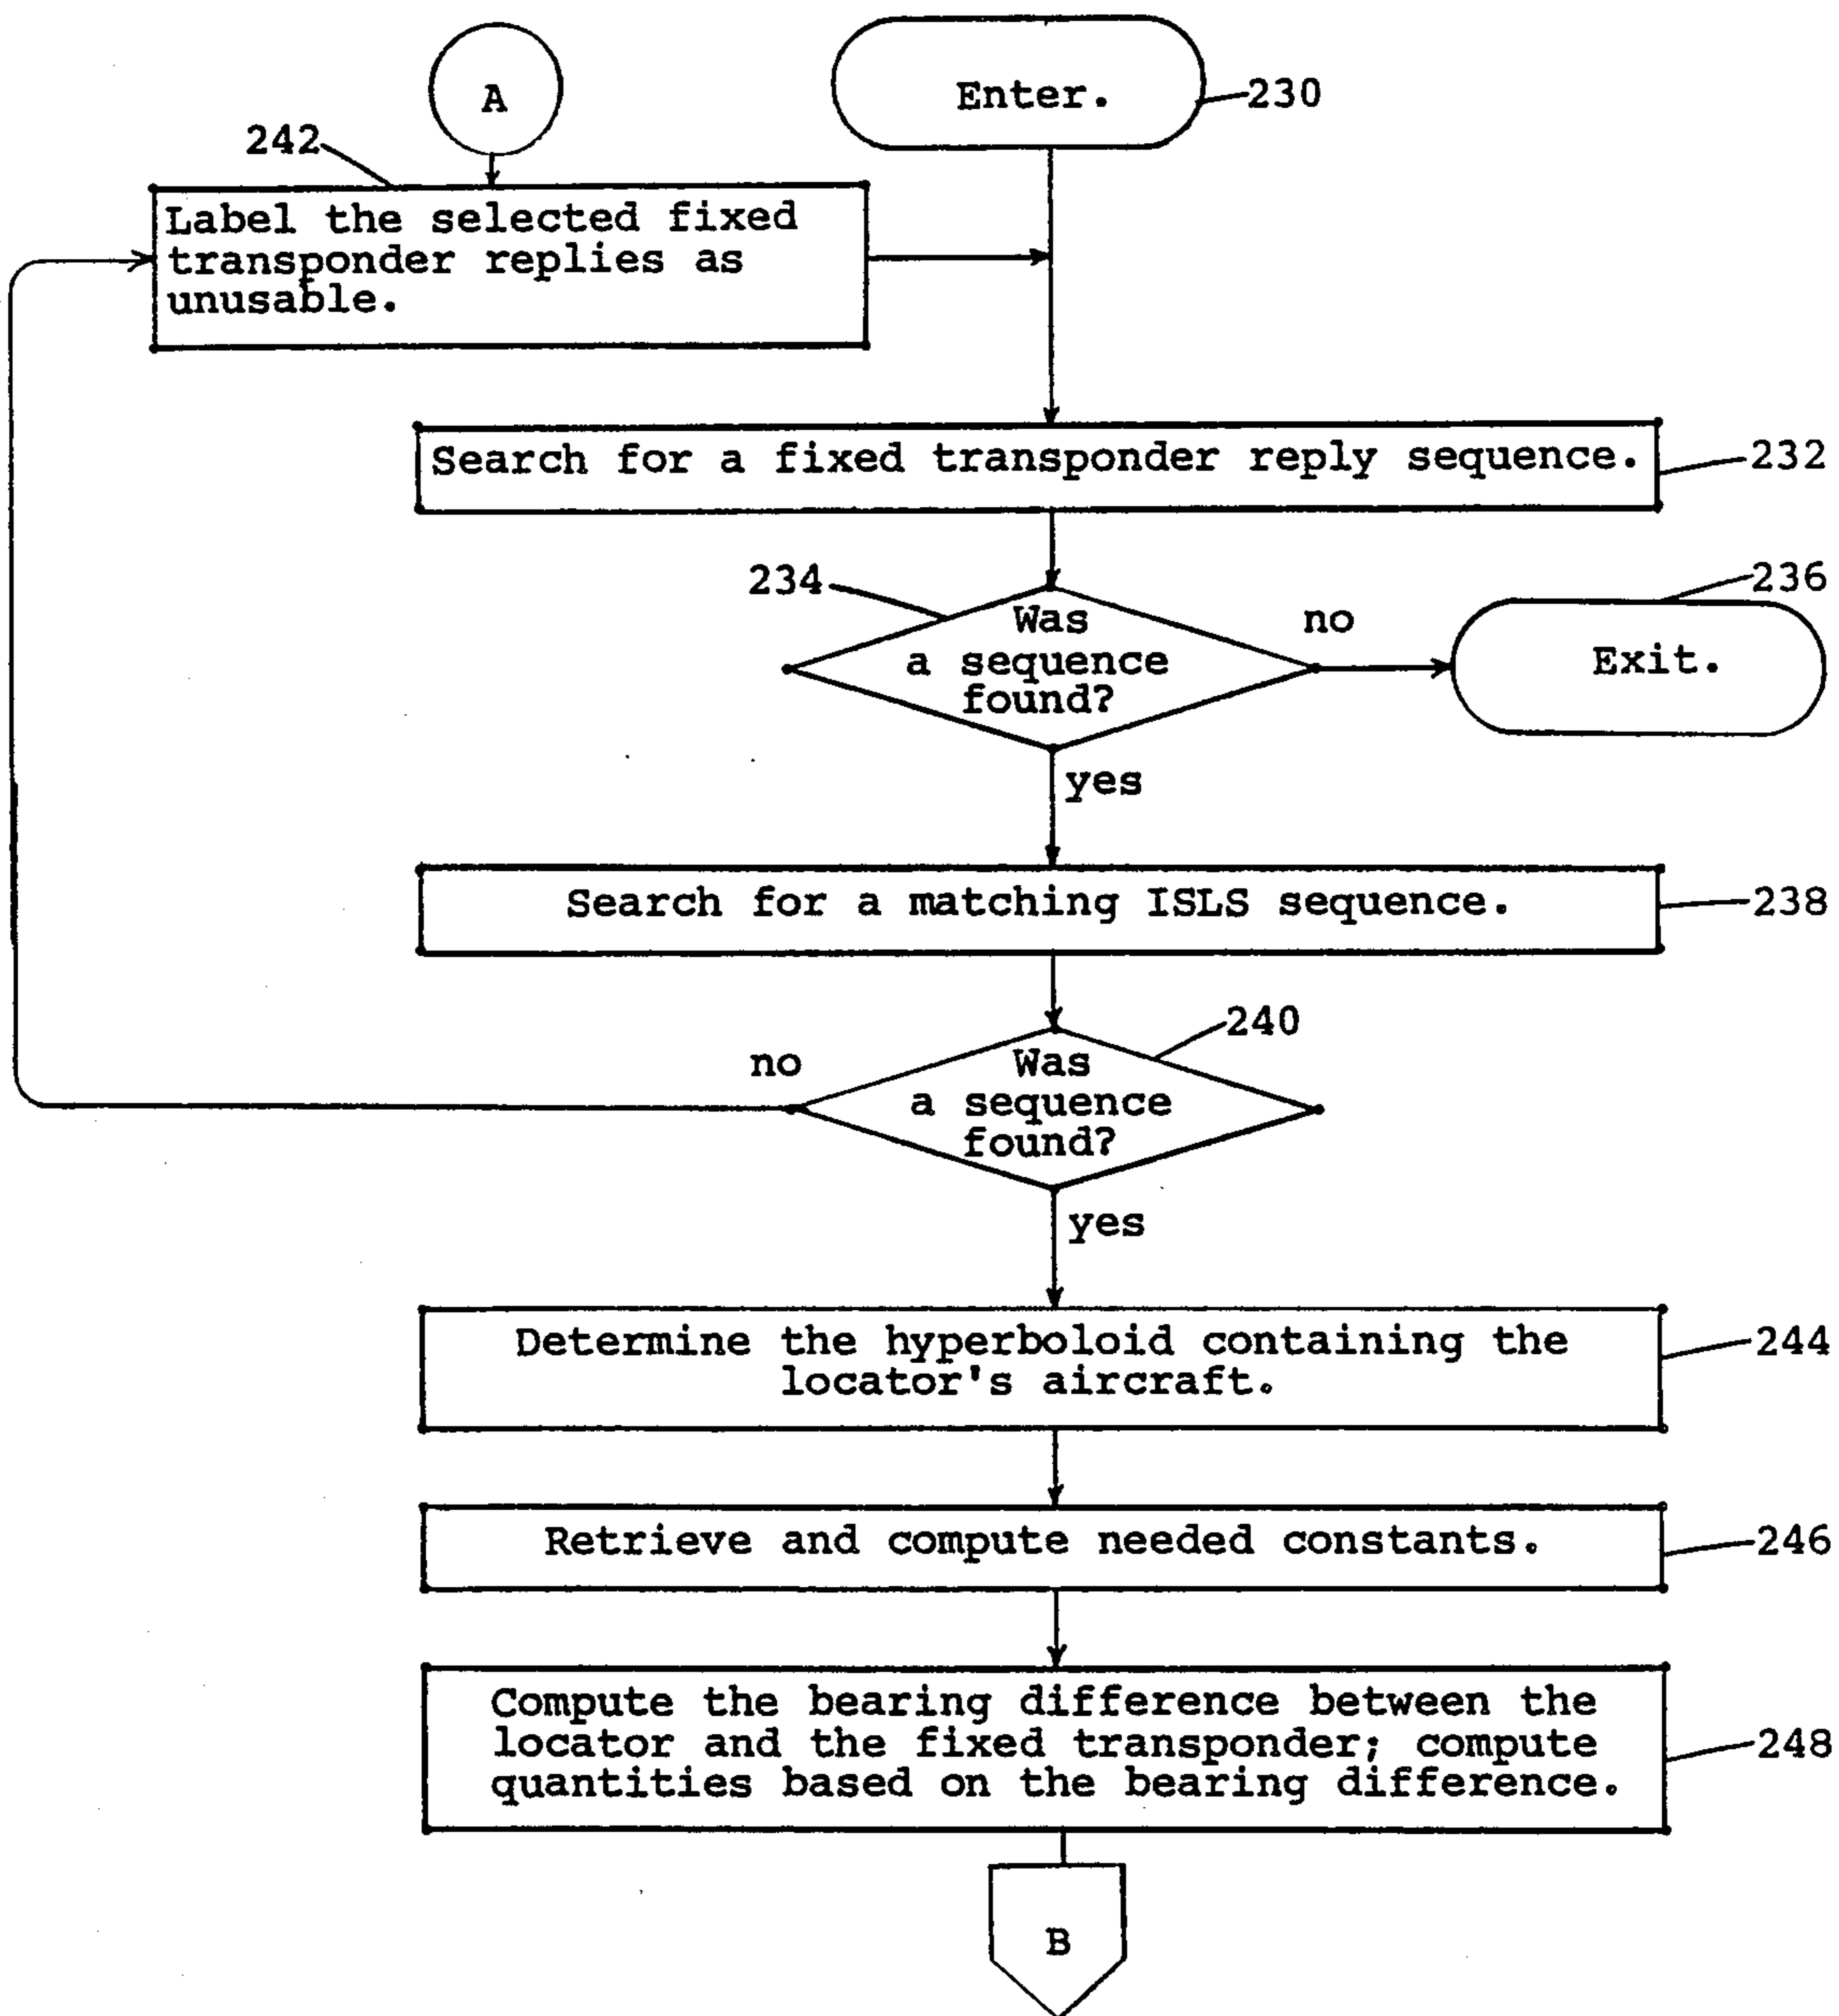 A
Enter.
230
242
Label the selected fixed
transponder replies as
unusable.
Search for a fixed transponder reply sequence.
232
234
Was
a sequence
found?
no
236
Exit.
yes
Search for a matching ISLS sequence.
238
240
no
Was
a sequence
found?
yes
Determine the hyperboloid containing the
locator's aircraft.
244
Retrieve and compute needed constants.
246
Compute the bearing difference between the
locator and the fixed transponder; compute
quantities based on the bearing difference.
248
B